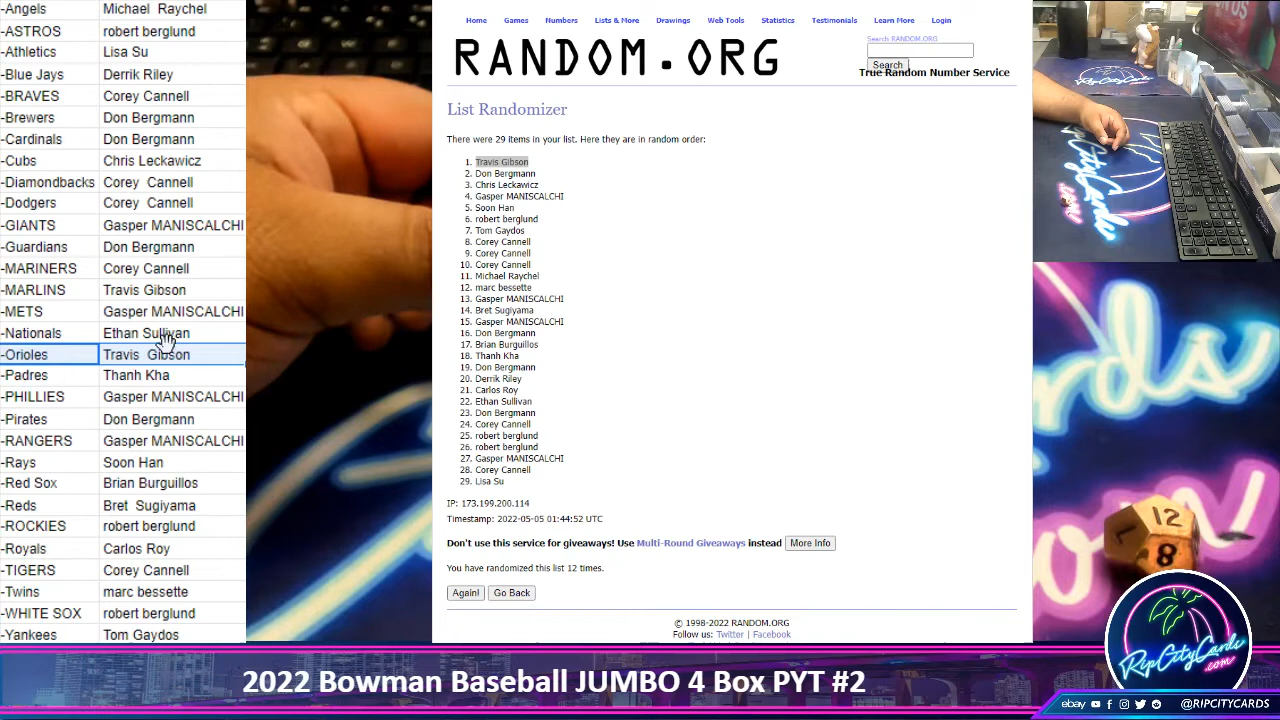 -Angels Michael Raychel
-ASTROS robert berglund
-Athletics Lisa Su
-Blue Jays Derrik Riley
-BRAVES Corey Cannell
-Brewers Don Bergmann
-Cardinals Don Bergmann
-Cubs Chris Leckawicz
-Diamondbacks Corey Cannell
-Dodgers Corey Cannell
-GIANTS Gasper MANISCALCHI
-Guardians Don Bergmann
-MARINERS Corey Cannell
-MARLINS Travis Gibson
-METS Gasper MANISCALCHI
-Nationals Ethan Sullivan
-Orioles Travis Gibson
-Padres Thanh Kha
-PHILLIES Gasper MANISCALCHI
-Pirates Don Bergmann
-RANGERS Gasper MANISCALCHI
-Rays Soon Han
-Red Sox Brian Burguillos
-Reds Bret Sugiyama
-ROCKIES robert berglund
-Royals Carlos Roy
-TIGERS Corey Cannell
-Twins marc bessette
-WHITE SOX robert berglund
-Yankees Tom Gaydos
Home Games Numbers Lists & More Drawings Web Tools Statistics Testimonials Learn More Login
RANDOM.ORG
Search RANDOM.ORG
Search
True Random Number Service
List Randomizer
There were 29 items in your list. Here they are in random order:
1. Travis Gibson
2. Don Bergmann
3. Chris Leckawicz
4. Gasper MANISCALCHI
5. Soon Han
6. robert berglund
7. Tom Gaydos
8. Corey Cannell
9. Corey Cannell
10. Corey Cannell
11. Michael Raychel
12. marc bessette
13. Gasper MANISCALCHI
14. Bret Sugiyama
15. Gasper MANISCALCHI
16. Don Bergmann
17. Brian Burguillos
18. Thanh Kha
19. Don Bergmann
20. Derrik Riley
21. Carlos Roy
22. Ethan Sullivan
23. Don Bergmann
24. Corey Cannell
25. robert berglund
26. robert berglund
27. Gasper MANISCALCHI
28. Corey Cannell
29. Lisa Su
IP: 173.199.200.114
Timestamp: 2022-05-05 01:44:52 UTC
Don't use this service for giveaways! Use Multi-Round Giveaways instead More Info
You have randomized this list 12 times.
Again! Go Back
© 1998-2022 RANDOM.ORG
Follow us: Twitter | Facebook
12
8
2022 Bowman Baseball JUMBO 4 Box PYT #2
RipCityCards
.com
ebay @RIPCITYCARDS